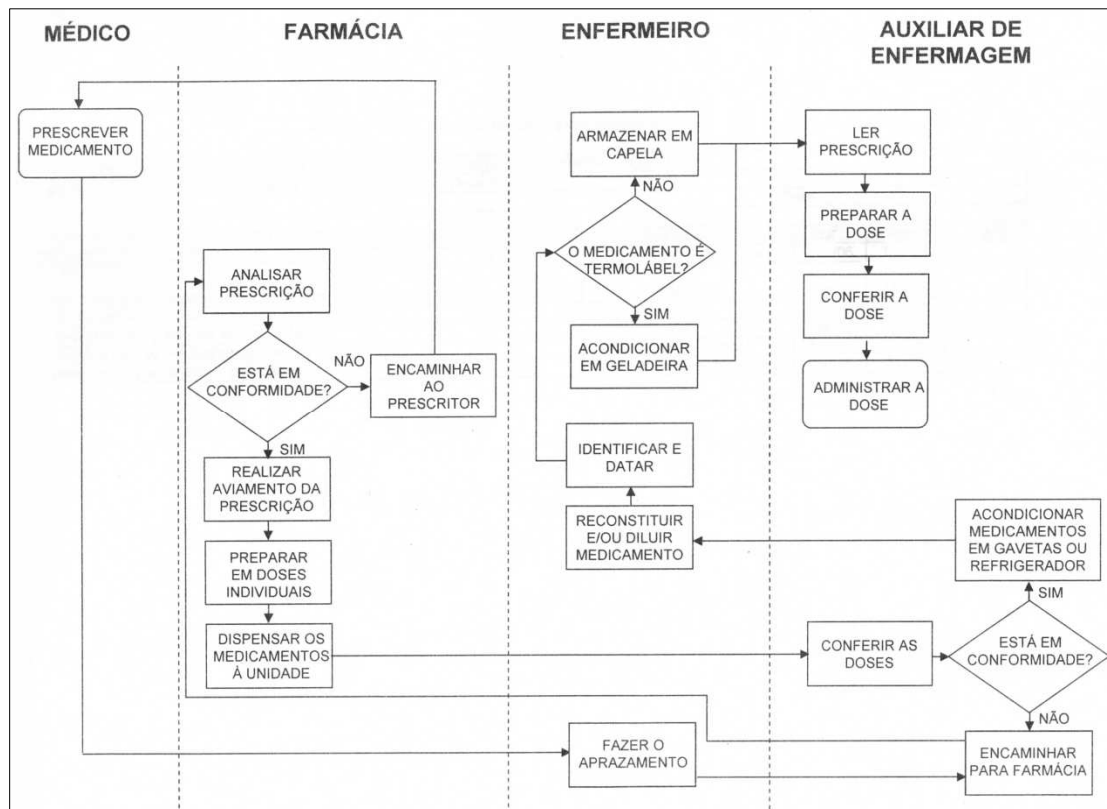 MÉDICO
FARMÁCIA
ENFERMEIRO
AUXILIAR DE
ENFERMAGEM
PRESCREVER
MEDICAMENTO
ANALISAR
PRESCRIÇÃO
ESTÁ EM
CONFORMIDADE?
NÃO
ENCAMINHAR
AO
PRESCRITOR
SIM
REALIZAR
AVIAMENTO DA
PRESCRIÇÃO
PREPARAR
EM DOSES
INDIVIDUAIS
DISPENSAR OS
MEDICAMENTOS
À UNIDADE
ARMAZENAR EM
CAPELA
NÃO
O MEDICAMENTO É
TERMOLÁBEL?
SIM
ACONDICIONAR
EM GELADEIRA
IDENTIFICAR E
DATAR
RECONSTITUIR
E/OU DILUIR
MEDICAMENTO
FAZER O
APRAZAMENTO
LER
PRESCRIÇÃO
PREPARAR A
DOSE
CONFERIR A
DOSE
ADMINISTRAR A
DOSE
ACONDICIONAR
MEDICAMENTOS
EM GAVETAS OU
REFRIGERADOR
SIM
CONFERIR AS
DOSES
ESTÁ EM
CONFORMIDADE?
NÃO
ENCAMINHAR
PARA FARMÁCIA